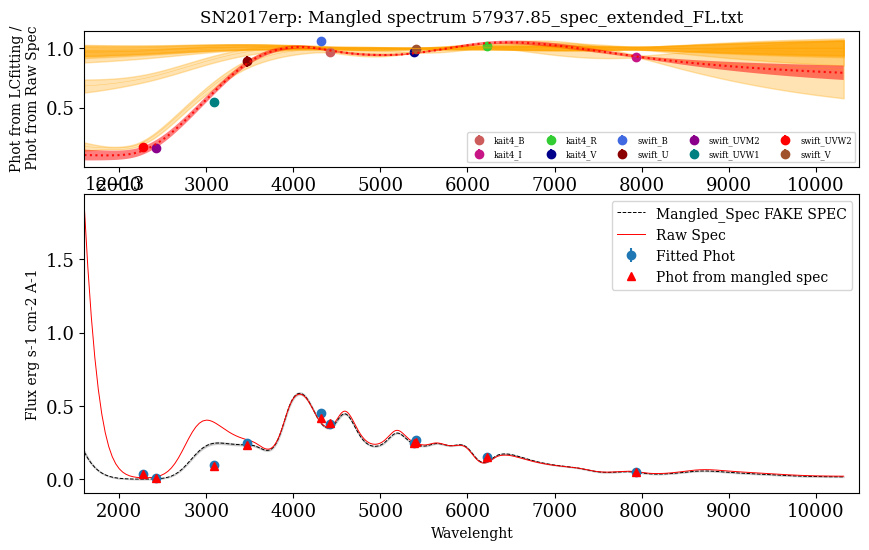 SN2017erp: Mangled spectrum 57937.85_spec_extended_FL.txt
Phot from LCfitting /
Phot from Raw Spec
1.0
0.5
kait4_B kait4_R swift_B swift_UVM2 swift_UVW2
kait4_I kait4_V swift_U swift_UVW1 swift_V
2000 3000 4000 5000 6000 7000 8000 9000 10000
1e−13
Flux erg s-1 cm-2 A-1
1.5
1.0
0.5
0.0
Mangled_Spec FAKE SPEC
Raw Spec
Fitted Phot
Phot from mangled spec
2000 3000 4000 5000 6000 7000 8000 9000 10000
Wavelenght